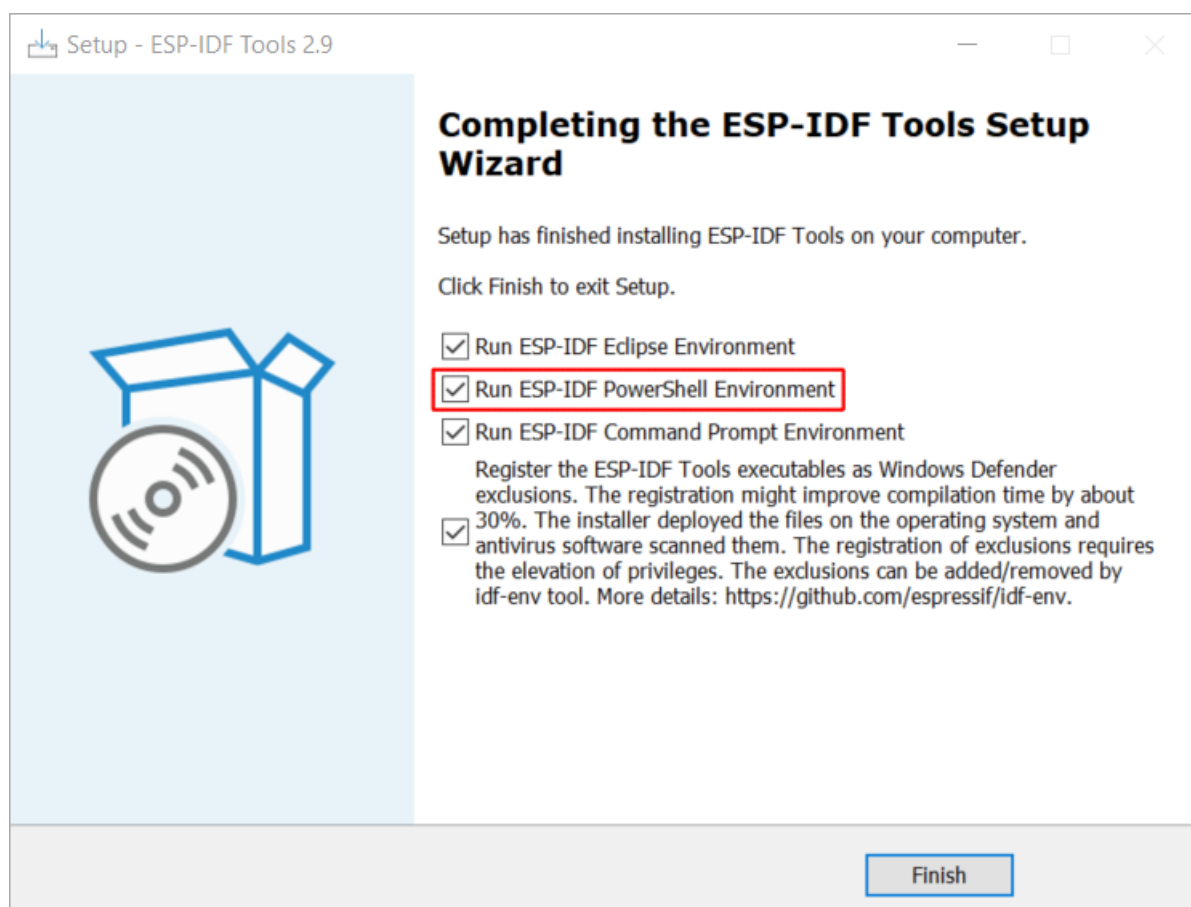 Setup - ESP-IDF Tools 2.9
Completing the ESP-IDF Tools Setup
Wizard
Setup has finished installing ESP-IDF Tools on your computer.
Click Finish to exit Setup.
Run ESP-IDF Eclipse Environment
Run ESP-IDF PowerShell Environment
Run ESP-IDF Command Prompt Environment
Register the ESP-IDF Tools executables as Windows Defender
exclusions. The registration might improve compilation time by about
30%. The installer deployed the files on the operating system and
antivirus software scanned them. The registration of exclusions requires
the elevation of privileges. The exclusions can be added/removed by
idf-env tool. More details: https://github.com/espressif/idf-env.
Finish